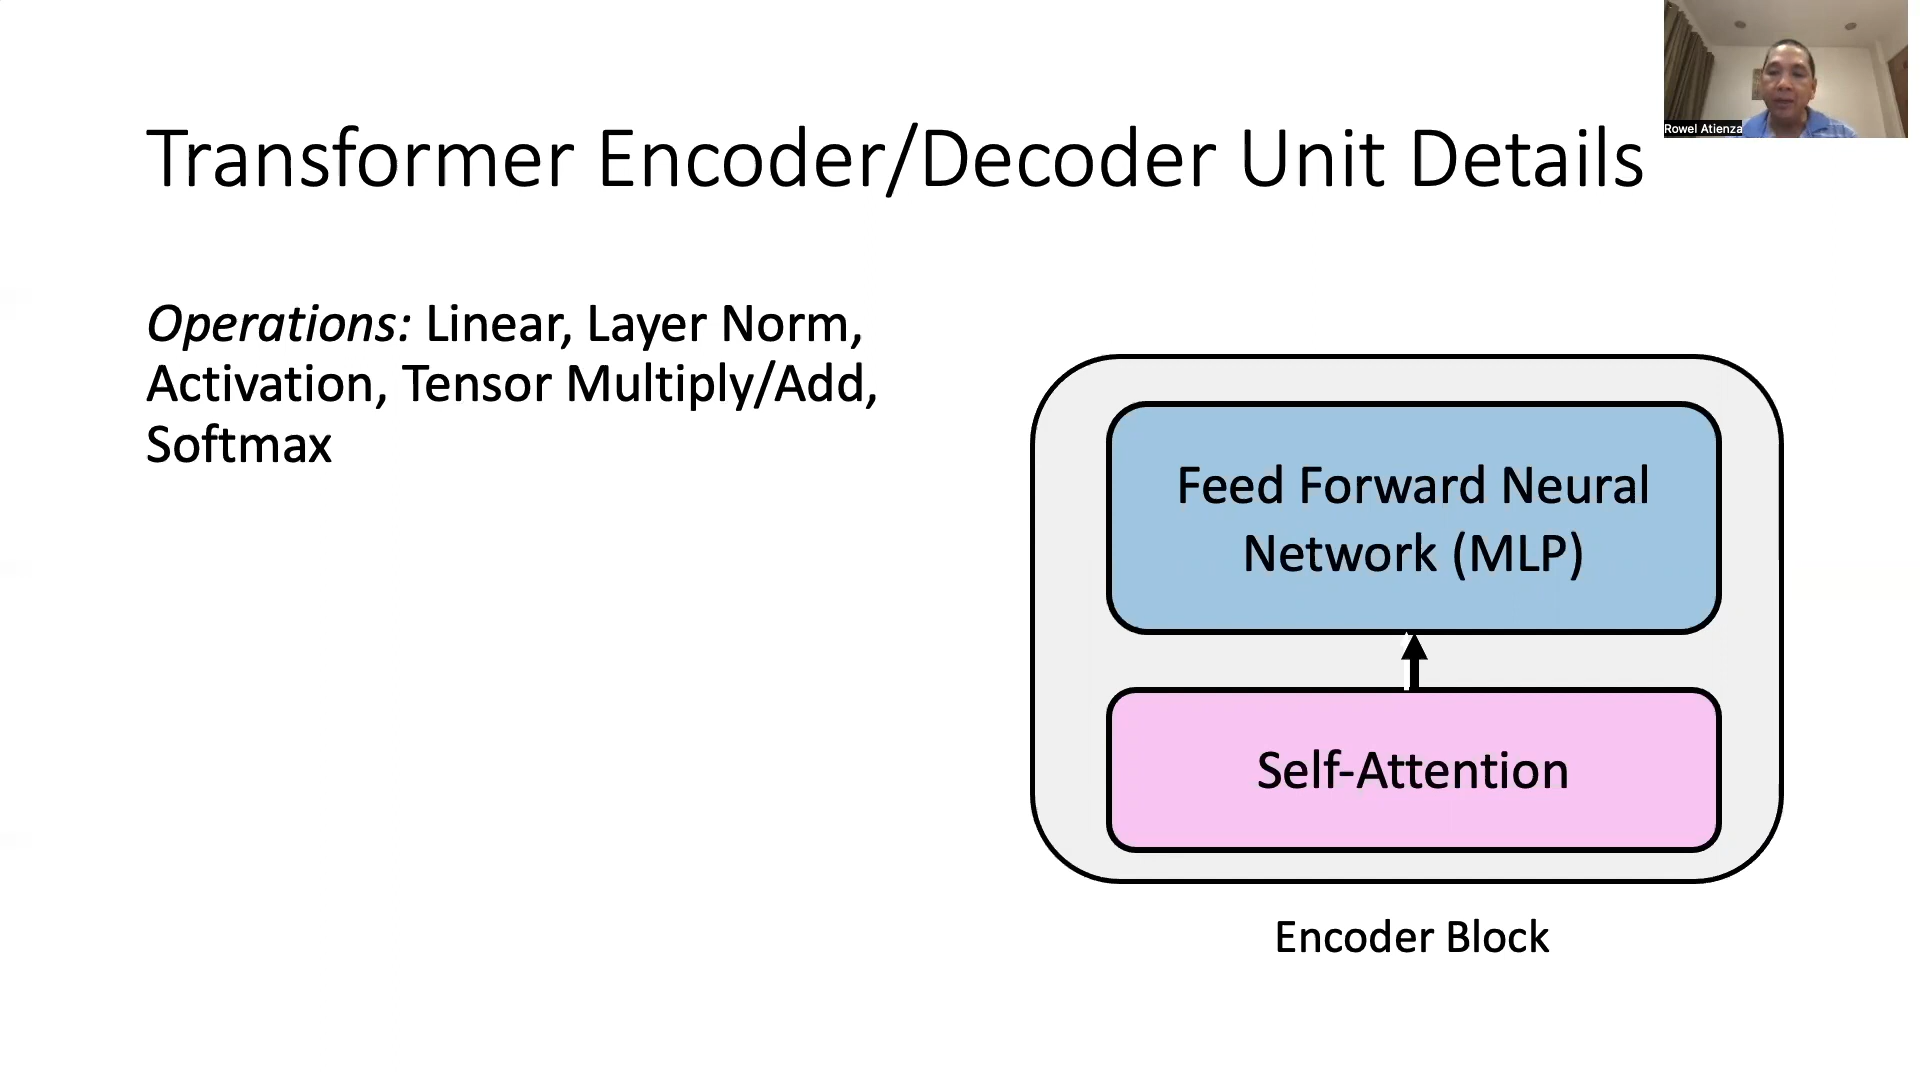 Rowel Atienza
Transformer Encoder/Decoder Unit Details
Operations: Linear, Layer Norm,
Activation, Tensor Multiply/Add,
Softmax
Feed Forward Neural
Network (MLP)
Self-Attention
Encoder Block